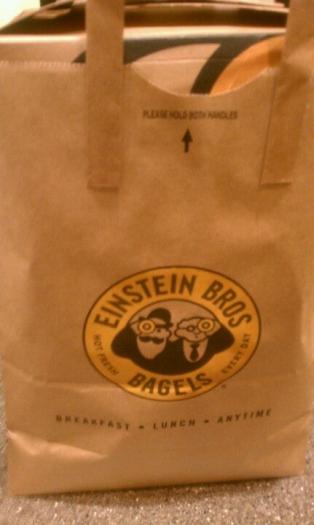 PLEASE HOLD BOTH HANDLES
EINSTEIN BROS
HOT FRESH
EVERY DAY
BAGELS
BREAKFAST - LUNCH - ANYTIME